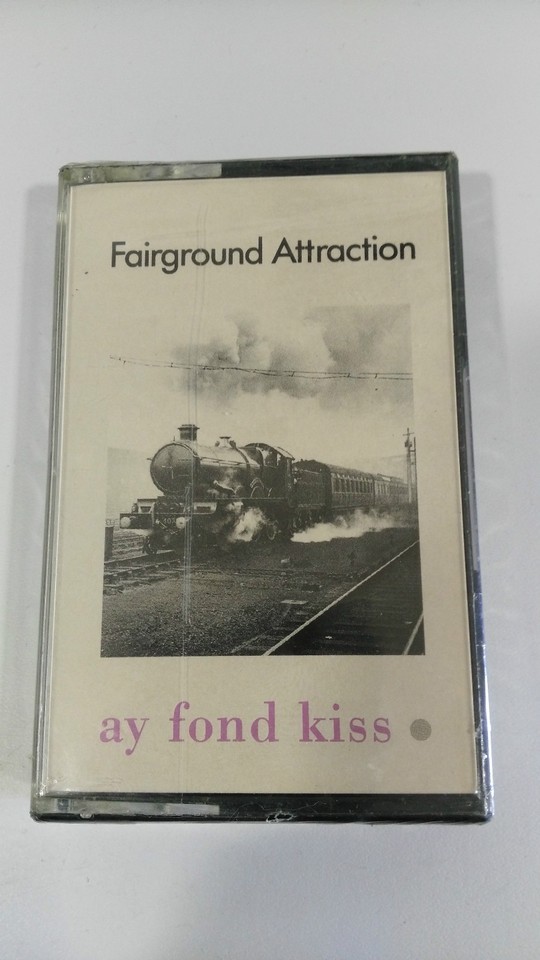 Fairground Attraction
ay fond kiss